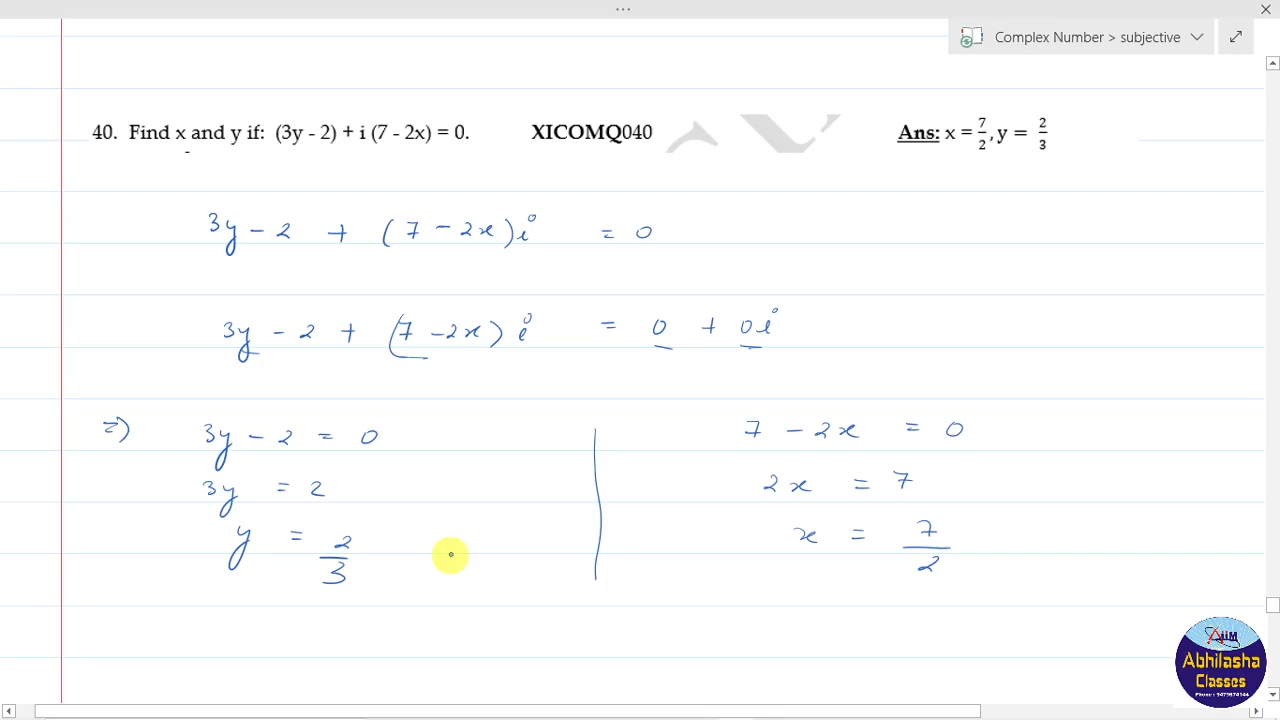 Complex Number > subjective
40. Find x and y if: (3y - 2) + i (7 - 2x) = 0. XICOMQ040 Ans: x = 7/2, y = 2/3
3y - 2 + (7 - 2x)i = 0
3y - 2 + (7 - 2x) i = 0 + 0i
=> 3y - 2 = 0 7 - 2x = 0
3y = 2 2x = 7
y = 2/3 x = 7/2
AIIM
Abhilasha
Classes